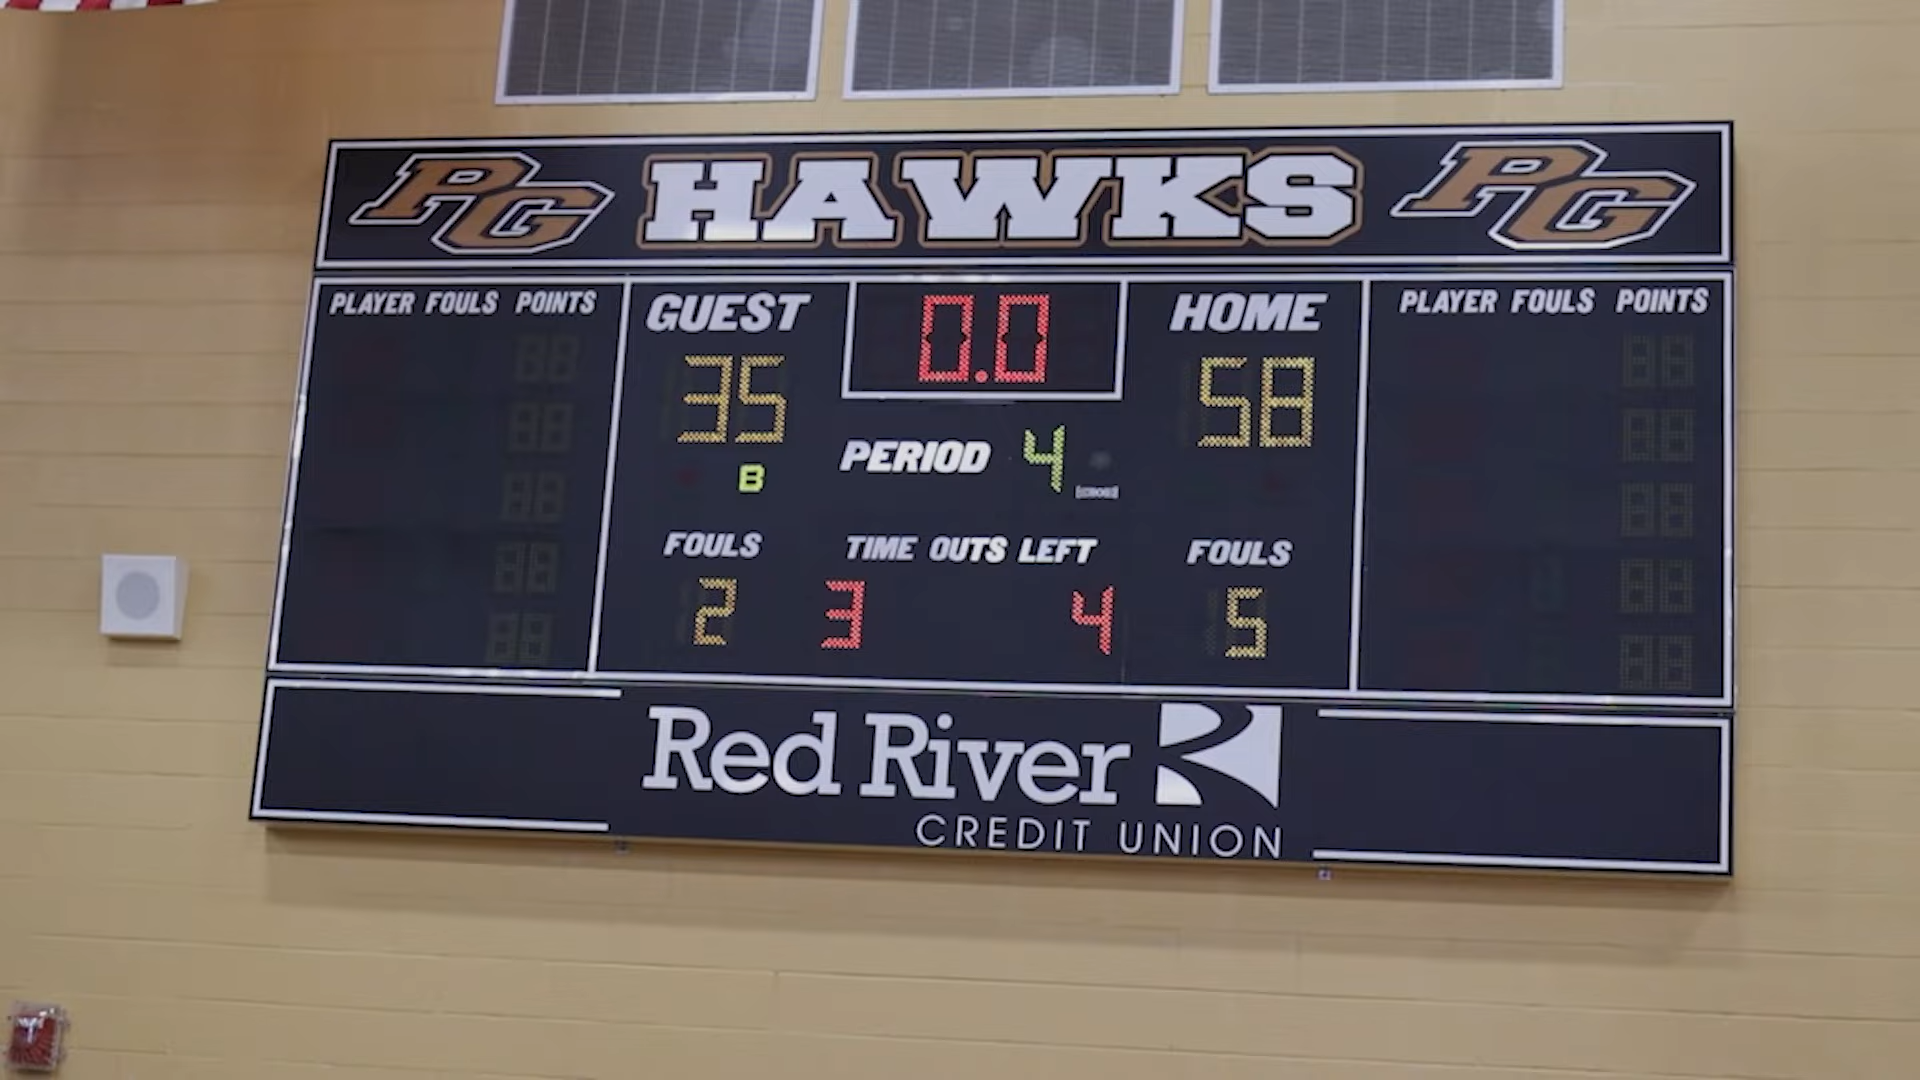 PG HAWKS PG
PLAYER FOULS POINTS
GUEST
0.0
HOME
PLAYER FOULS POINTS
35
58
PERIOD 4
B
FOULS
TIME OUTS LEFT
FOULS
2
3
4
5
Red River
CREDIT UNION